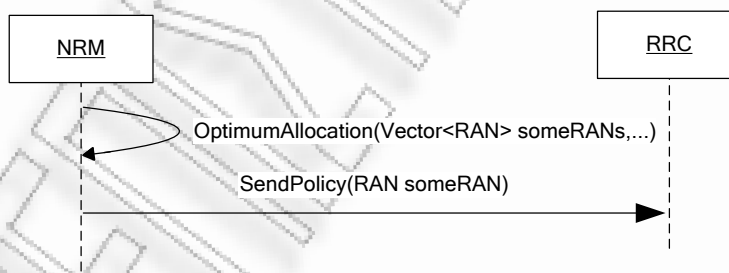 NRM
RRC
OptimumAllocation(Vector<RAN> someRANs,...)
SendPolicy(RAN someRAN)